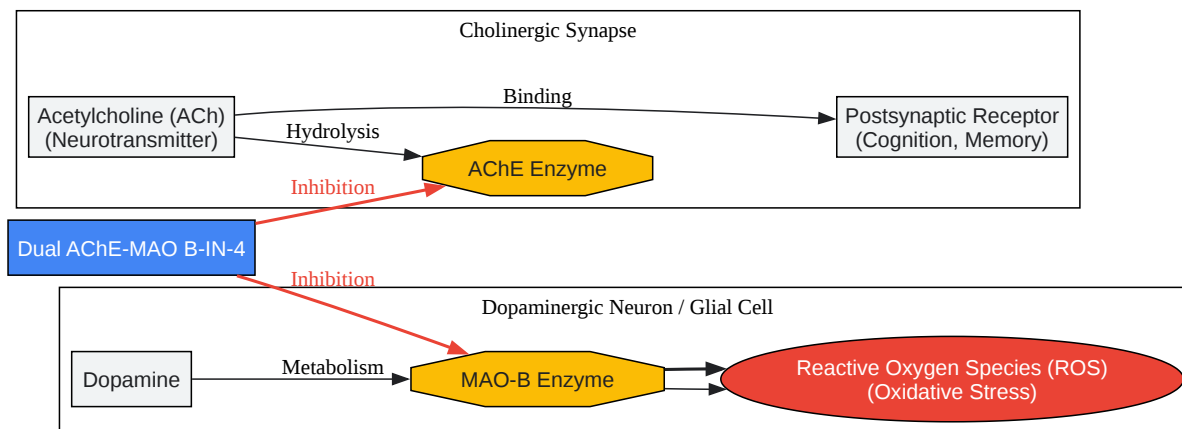 Cholinergic Synapse
Binding
Acetylcholine (ACh)
(Neurotransmitter)
Hydrolysis
Postsynaptic Receptor
(Cognition, Memory)
AChE Enzyme
Inhibition
Dual AChE-MAO B-IN-4
Inhibition
Dopaminergic Neuron / Glial Cell
Dopamine
Metabolism
MAO-B Enzyme
Reactive Oxygen Species (ROS)
(Oxidative Stress)